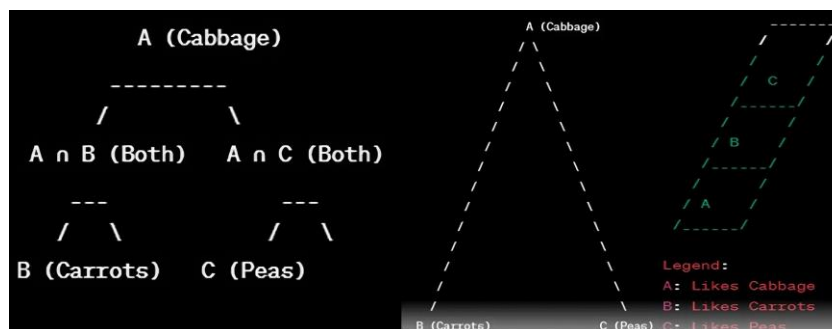 A (Cabbage)
A ∩ B (Both) A ∩ C (Both)
B (Carrots) C (Peas)
A (Cabbage)
B (Carrots) C (Peas)
C
B
A
Legend:
A: Likes Cabbage
B: Likes Carrots
C: Likes Peas